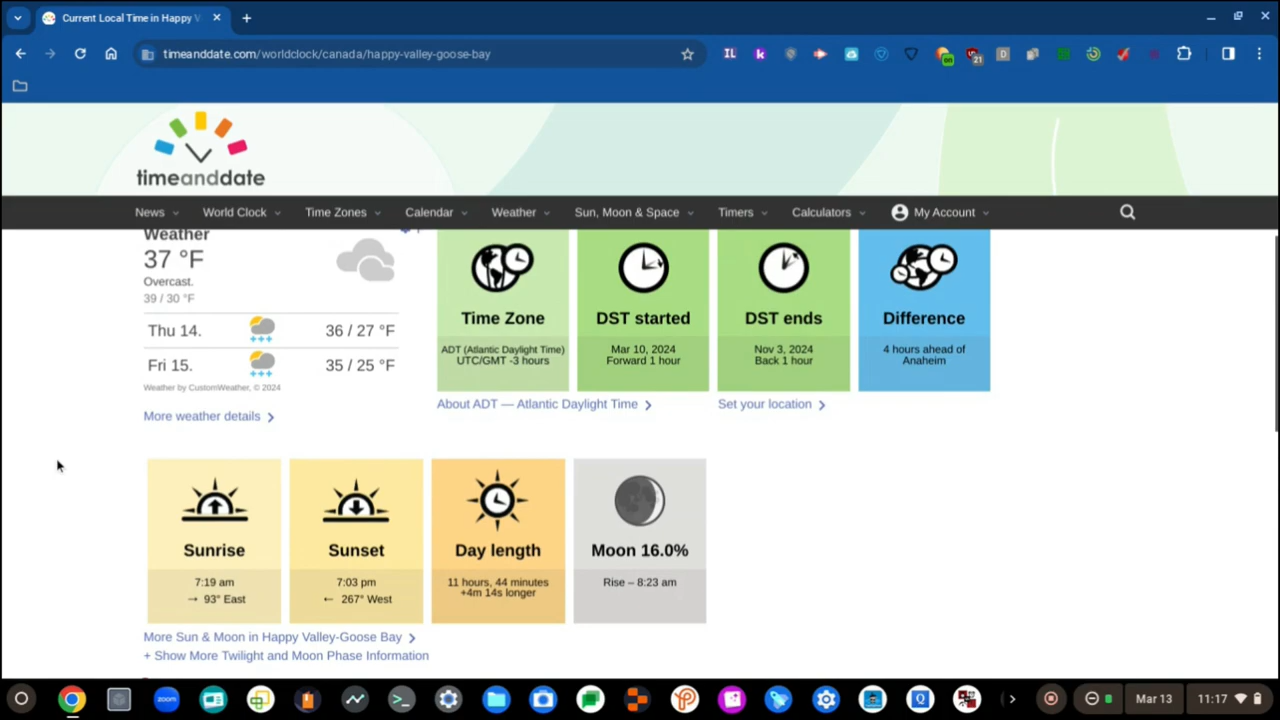 Current Local Time in Happy V
timeanddate.com/worldclock/canada/happy-valley-goose-bay
IL
k
on
21
D
timeanddate
News
World Clock
Time Zones
Calendar
Weather
Sun, Moon & Space
Timers
Calculators
My Account
Weather
37 °F
Overcast.
39 / 30 °F
Thu 14.
36 / 27 °F
Fri 15.
35 / 25 °F
Weather by CustomWeather, © 2024
More weather details
Time Zone
ADT (Atlantic Daylight Time)
UTC/GMT -3 hours
DST started
Mar 10, 2024
Forward 1 hour
DST ends
Nov 3, 2024
Back 1 hour
Difference
4 hours ahead of
Anaheim
About ADT — Atlantic Daylight Time
Set your location
Sunrise
7:19 am
→ 93° East
Sunset
7:03 pm
← 267° West
Day length
11 hours, 44 minutes
+4m 14s longer
Moon 16.0%
Rise – 8:23 am
More Sun & Moon in Happy Valley-Goose Bay
+ Show More Twilight and Moon Phase Information
zoom
Q
Mar 13
11:17